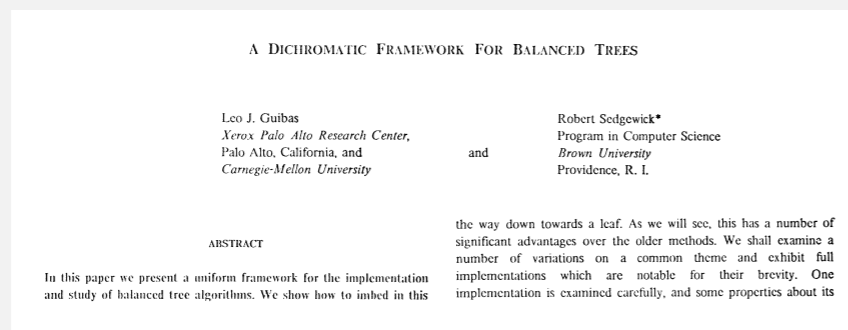 A DICHROMATIC FRAMEWORK FOR BALANCED TREES
Leo J. Guibas
Xerox Palo Alto Research Center,
Palo Alto, California, and
Carnegie-Mellon University
and
Robert Sedgewick*
Program in Computer Science
Brown University
Providence, R. I.
ABSTRACT
In this paper we present a uniform framework for the implementation
and study of balanced tree algorithms. We show how to imbed in this
the way down towards a leaf. As we will see, this has a number of
significant advantages over the older methods. We shall examine a
number of variations on a common theme and exhibit full
implementations which are notable for their brevity. One
implementation is examined carefully, and some properties about its